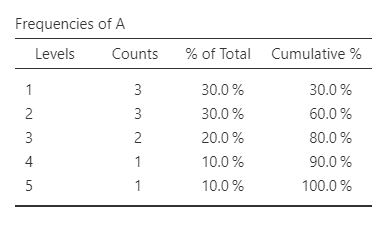 Frequencies of A
Levels Counts % of Total Cumulative %
1 3 30.0 % 30.0 %
2 3 30.0 % 60.0 %
3 2 20.0 % 80.0 %
4 1 10.0 % 90.0 %
5 1 10.0 % 100.0 %